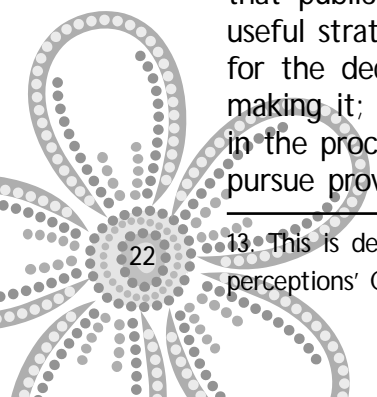 that public
useful strat
for the de
making it;
in the proc
pursue prov
13. This is de
perceptions'
22